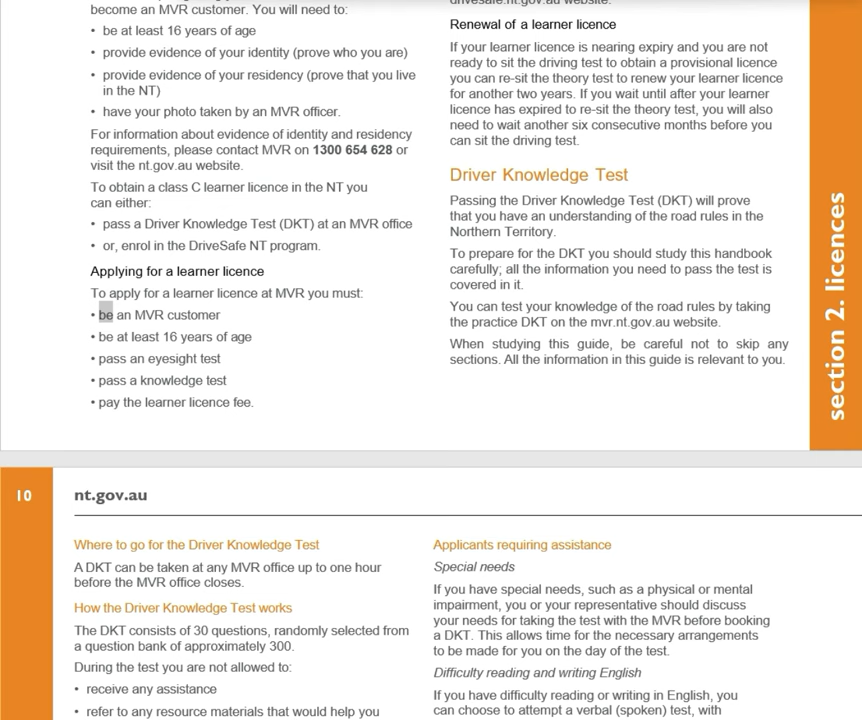 become an MVR customer. You will need to:
• be at least 16 years of age
• provide evidence of your identity (prove who you are)
• provide evidence of your residency (prove that you live
in the NT)
• have your photo taken by an MVR officer.
For information about evidence of identity and residency
requirements, please contact MVR on 1300 654 628 or
visit the nt.gov.au website.
To obtain a class C learner licence in the NT you
can either:
• pass a Driver Knowledge Test (DKT) at an MVR office
• or, enrol in the DriveSafe NT program.
Applying for a learner licence
To apply for a learner licence at MVR you must:
• be an MVR customer
• be at least 16 years of age
• pass an eyesight test
• pass a knowledge test
• pay the learner licence fee.
drivesafe.nt.gov.au website.
Renewal of a learner licence
If your learner licence is nearing expiry and you are not
ready to sit the driving test to obtain a provisional licence
you can re-sit the theory test to renew your learner licence
for another two years. If you wait until after your learner
licence has expired to re-sit the theory test, you will also
need to wait another six consecutive months before you
can sit the driving test.
Driver Knowledge Test
Passing the Driver Knowledge Test (DKT) will prove
that you have an understanding of the road rules in the
Northern Territory.
To prepare for the DKT you should study this handbook
carefully; all the information you need to pass the test is
covered in it.
You can test your knowledge of the road rules by taking
the practice DKT on the mvr.nt.gov.au website.
When studying this guide, be careful not to skip any
sections. All the information in this guide is relevant to you.
section 2. licences
10
nt.gov.au
Where to go for the Driver Knowledge Test
A DKT can be taken at any MVR office up to one hour
before the MVR office closes.
How the Driver Knowledge Test works
The DKT consists of 30 questions, randomly selected from
a question bank of approximately 300.
During the test you are not allowed to:
• receive any assistance
• refer to any resource materials that would help you
Applicants requiring assistance
Special needs
If you have special needs, such as a physical or mental
impairment, you or your representative should discuss
your needs for taking the test with the MVR before booking
a DKT. This allows time for the necessary arrangements
to be made for you on the day of the test.
Difficulty reading and writing English
If you have difficulty reading or writing in English, you
can choose to attempt a verbal (spoken) test, with